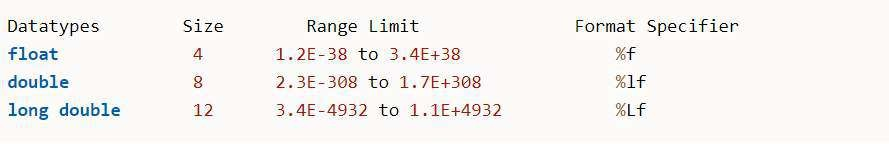 Datatypes Size Range Limit Format Specifier
float 4 1.2E-38 to 3.4E+38 %f
double 8 2.3E-308 to 1.7E+308 %lf
long double 12 3.4E-4932 to 1.1E+4932 %Lf